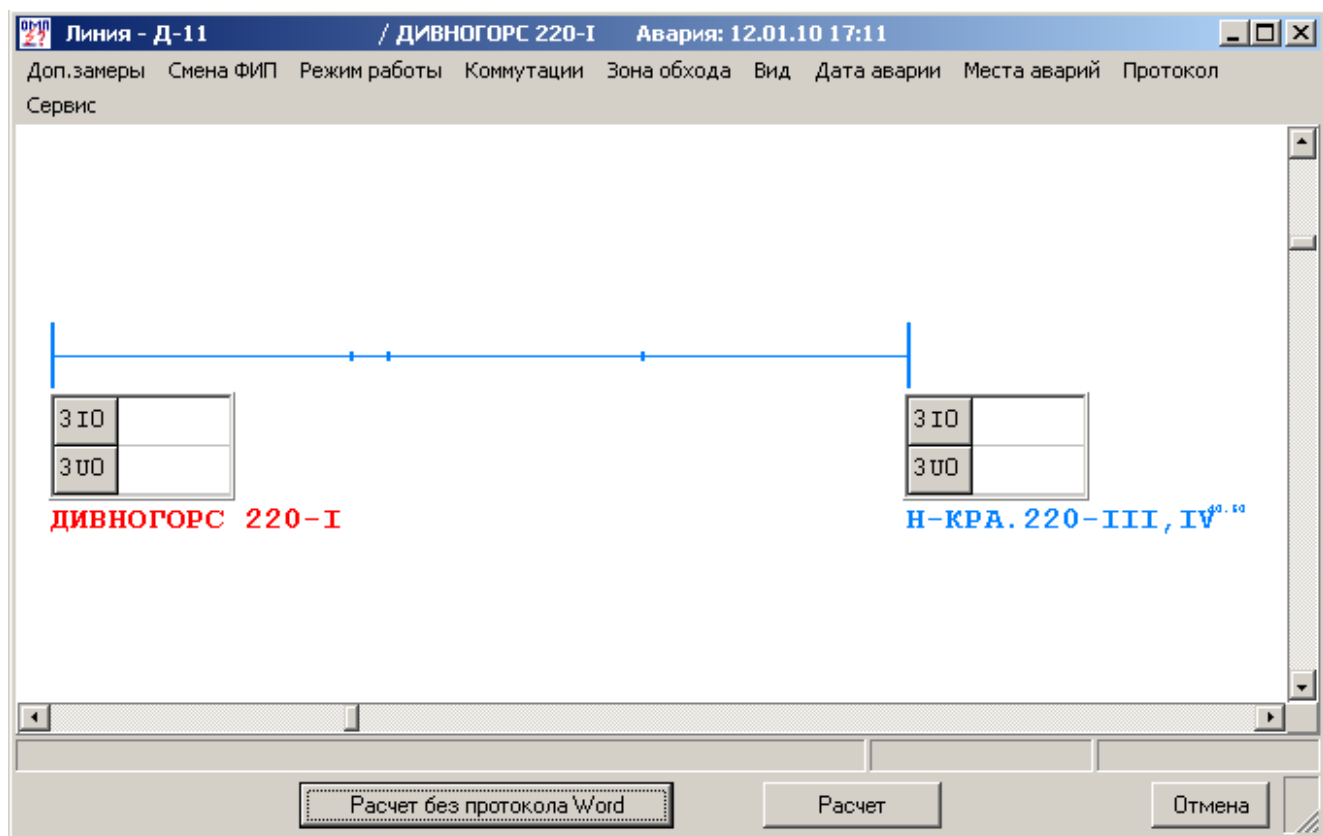 ОМП
Линия - Д-11 / ДИВНОГОРС 220-I Авария: 12.01.10 17:11
Доп.замеры Смена ФИП Режим работы Коммутации Зона обхода Вид Дата аварии Места аварий Протокол
Сервис
3I0 3I0
3U0 3U0
ДИВНОГОРС 220-I Н-КРА.220-III,IV
Расчет без протокола Word Расчет Отмена